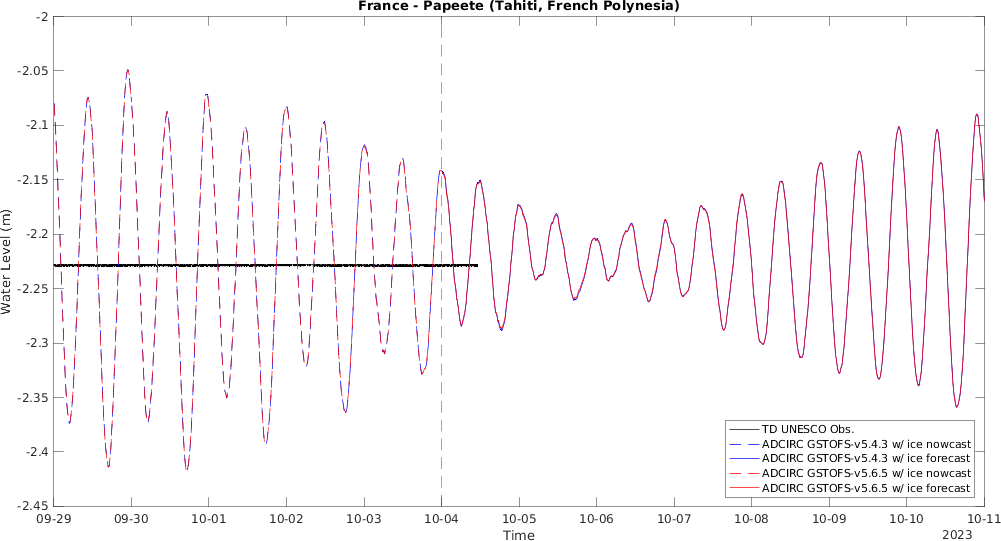 France - Papeete (Tahiti, French Polynesia)
-2
-2.05
-2.1
-2.15
-2.2
-2.25
-2.3
-2.35
-2.4
-2.45
Water Level (m)
TD UNESCO Obs.
ADCIRC GSTOFS-v5.4.3 w/ ice nowcast
ADCIRC GSTOFS-v5.4.3 w/ ice forecast
ADCIRC GSTOFS-v5.6.5 w/ ice nowcast
ADCIRC GSTOFS-v5.6.5 w/ ice forecast
09-29 09-30 10-01 10-02 10-03 10-04 10-05 10-06 10-07 10-08 10-09 10-10 10-11
Time
2023